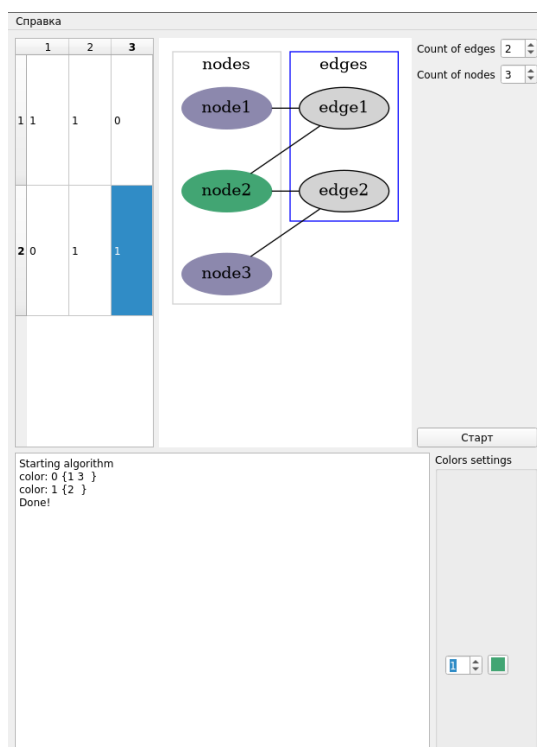 Справка
1 2 3
1 1 1 0
2 0 1 1
nodes edges
node1 edge1
node2 edge2
node3
Count of edges 2
Count of nodes 3
Старт
Starting algorithm
color: 0 {1 3 }
color: 1 {2 }
Done!
Colors settings
1